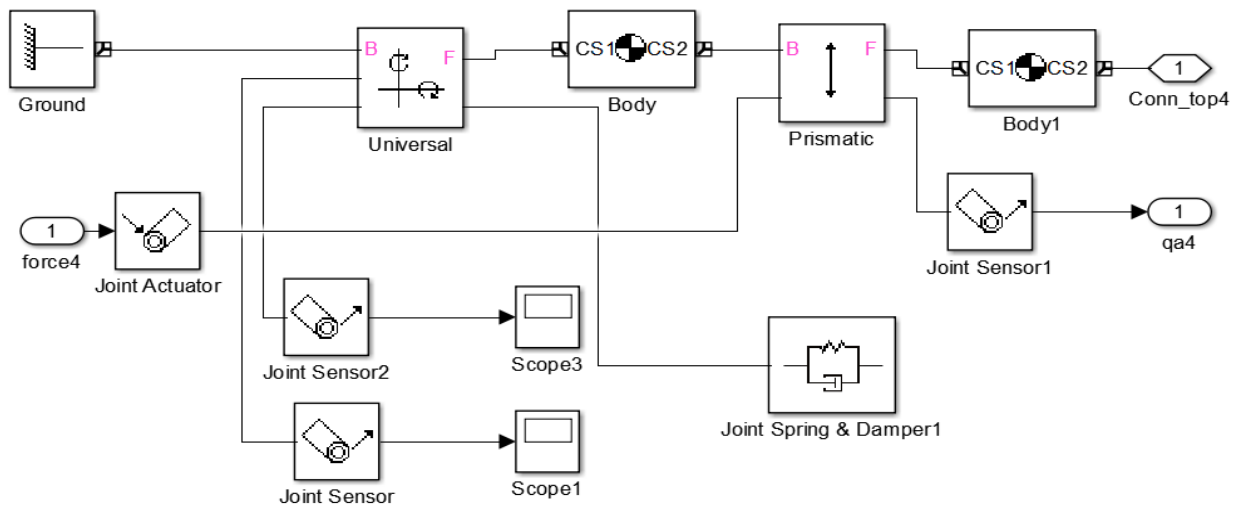 B
F
CS1
CS2
B
F
CS1
CS2
1
Ground
Universal
Body
Prismatic
Body1
Conn_top4
1
1
force4
Joint Actuator
Joint Sensor1
qa4
Joint Sensor2
Scope3
Joint Spring & Damper1
Joint Sensor
Scope1